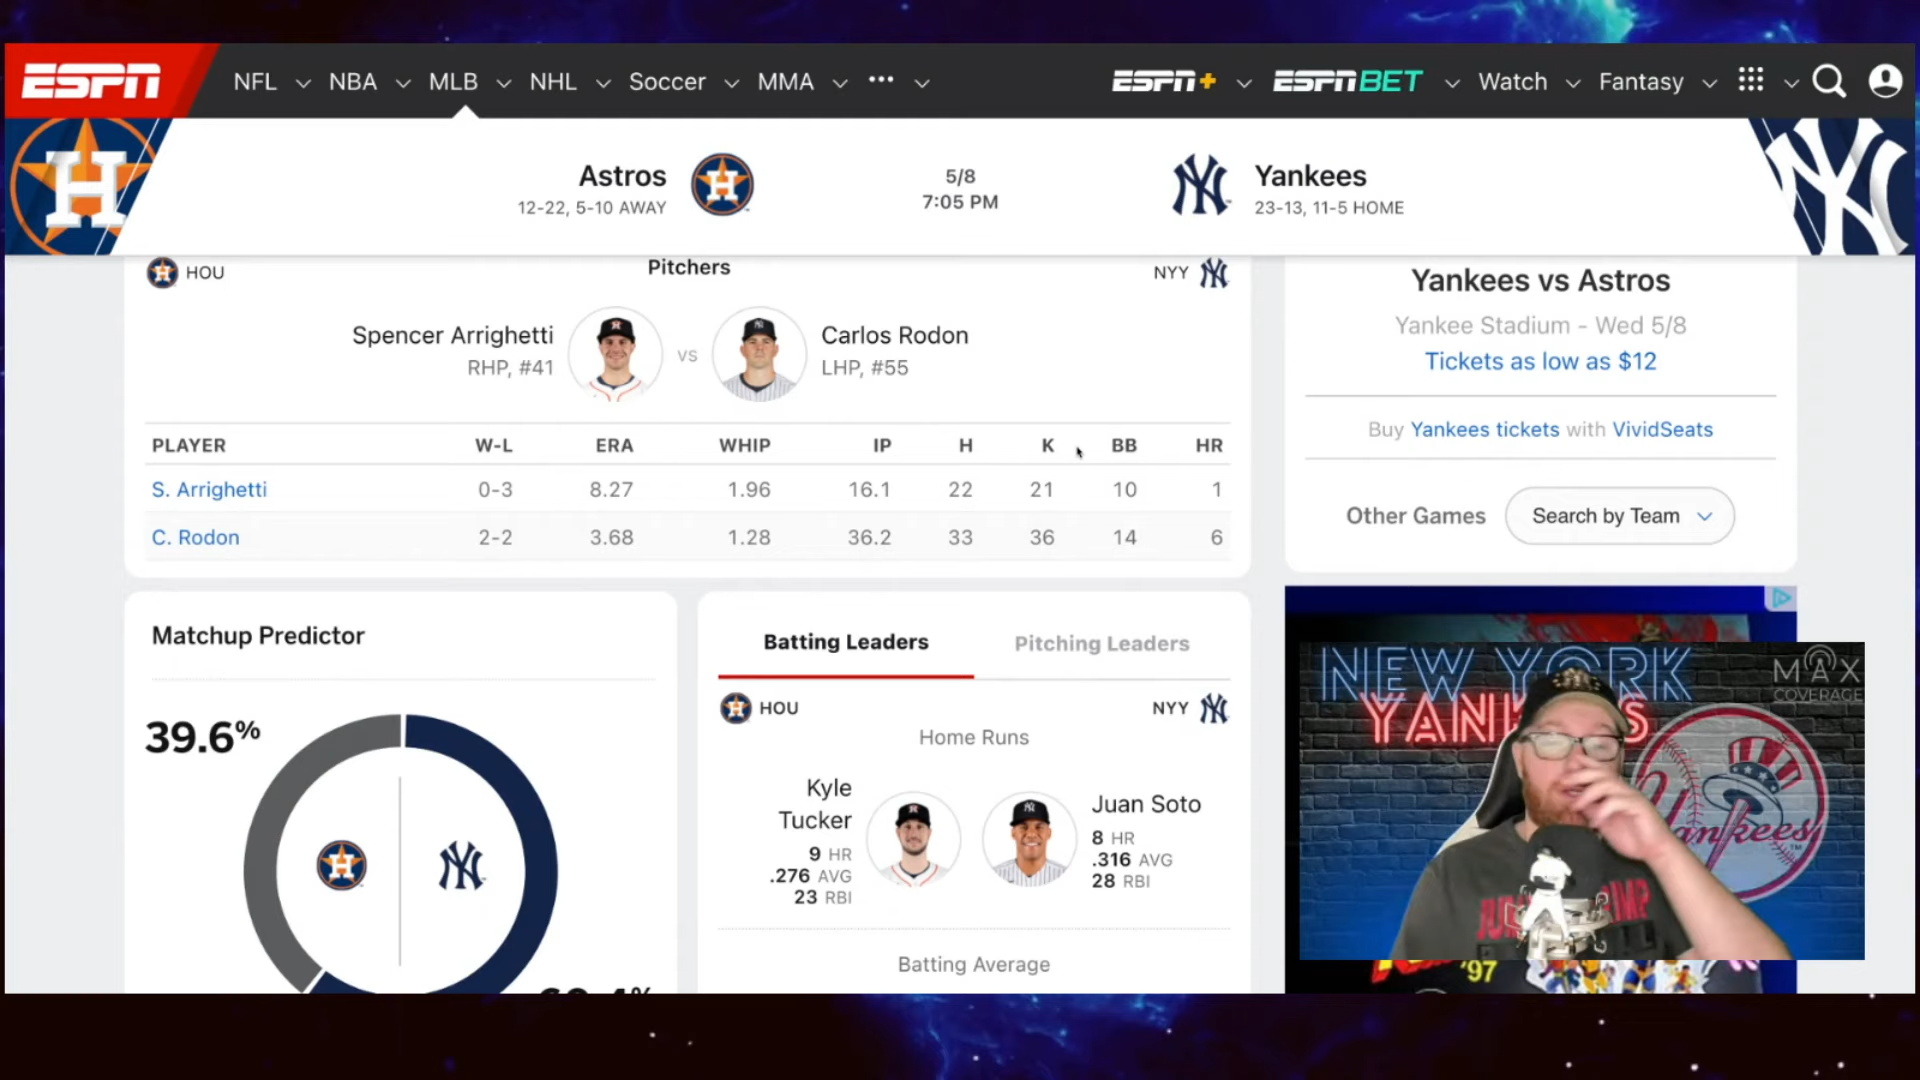 ESPN
NFL NBA MLB NHL Soccer MMA
ESPN+ ESPN BET Watch Fantasy
Astros
12-22, 5-10 AWAY
5/8
7:05 PM
Yankees
23-13, 11-5 HOME
HOU
Pitchers
NYY
Spencer Arrighetti
RHP, #41
vs
Carlos Rodon
LHP, #55
PLAYER W-L ERA WHIP IP H K BB HR
S. Arrighetti 0-3 8.27 1.96 16.1 22 21 10 1
C. Rodon 2-2 3.68 1.28 36.2 33 36 14 6
Yankees vs Astros
Yankee Stadium - Wed 5/8
Tickets as low as $12
Buy Yankees tickets with VividSeats
Other Games
Search by Team
Matchup Predictor
39.6%
Batting Leaders
Pitching Leaders
HOU
NYY
Home Runs
Kyle
Tucker
9 HR
.276 AVG
23 RBI
Juan Soto
8 HR
.316 AVG
28 RBI
Batting Average
NEW YORK
MAX
COVERAGE
Yankees
'97